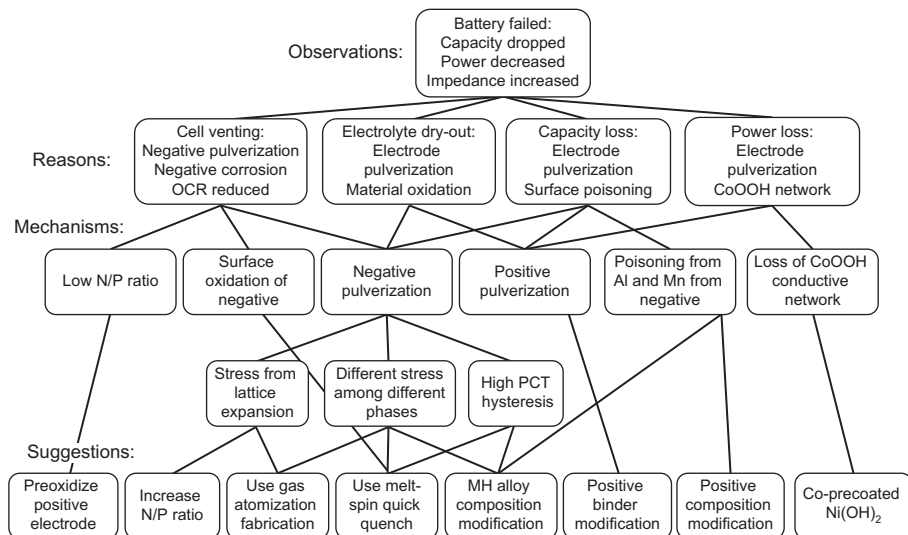 Observations:
Battery failed:
Capacity dropped
Power decreased
Impedance increased
Reasons:
Cell venting:
Negative pulverization
Negative corrosion
OCR reduced
Electrolyte dry-out:
Electrode
pulverization
Material oxidation
Capacity loss:
Electrode
pulverization
Surface poisoning
Power loss:
Electrode
pulverization
CoOOH network
Mechanisms:
Low N/P ratio
Surface
oxidation of
negative
Negative
pulverization
Positive
pulverization
Poisoning from
Al and Mn from
negative
Loss of CoOOH
conductive
network
Stress from
lattice
expansion
Different stress
among different
phases
High PCT
hysteresis
Suggestions:
Preoxidize
positive
electrode
Increase
N/P ratio
Use gas
atomization
fabrication
Use melt-
spin quick
quench
MH alloy
composition
modification
Positive
binder
modification
Positive
composition
modification
Co-precoated
Ni(OH)2